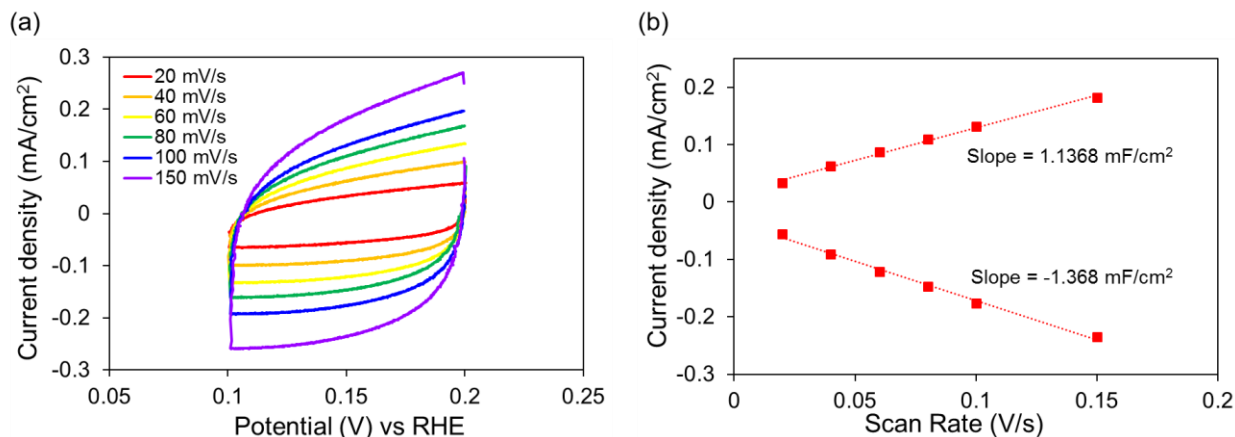 (a)
Current density (mA/cm²)
0.3
0.2
0.1
0
-0.1
-0.2
-0.3
20 mV/s
40 mV/s
60 mV/s
80 mV/s
100 mV/s
150 mV/s
0.05
0.1
0.15
0.2
0.25
Potential (V) vs RHE
(b)
Current density (mA/cm²)
0.2
0.1
0
-0.1
-0.2
-0.3
Slope = 1.1368 mF/cm²
Slope = -1.368 mF/cm²
0
0.05
0.1
0.15
0.2
Scan Rate (V/s)